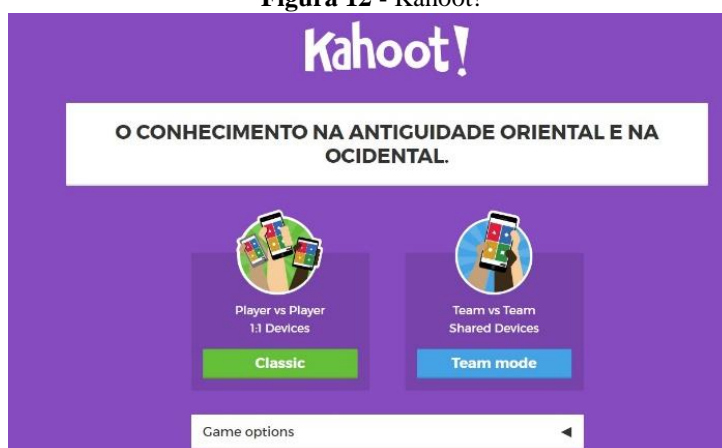 Figura 12 - Kahoot!
Kahoot!
O CONHECIMENTO NA ANTIGUIDADE ORIENTAL E NA
OCIDENTAL.
Player vs Player
1:1 Devices
Classic
Team vs Team
Shared Devices
Team mode
Game options